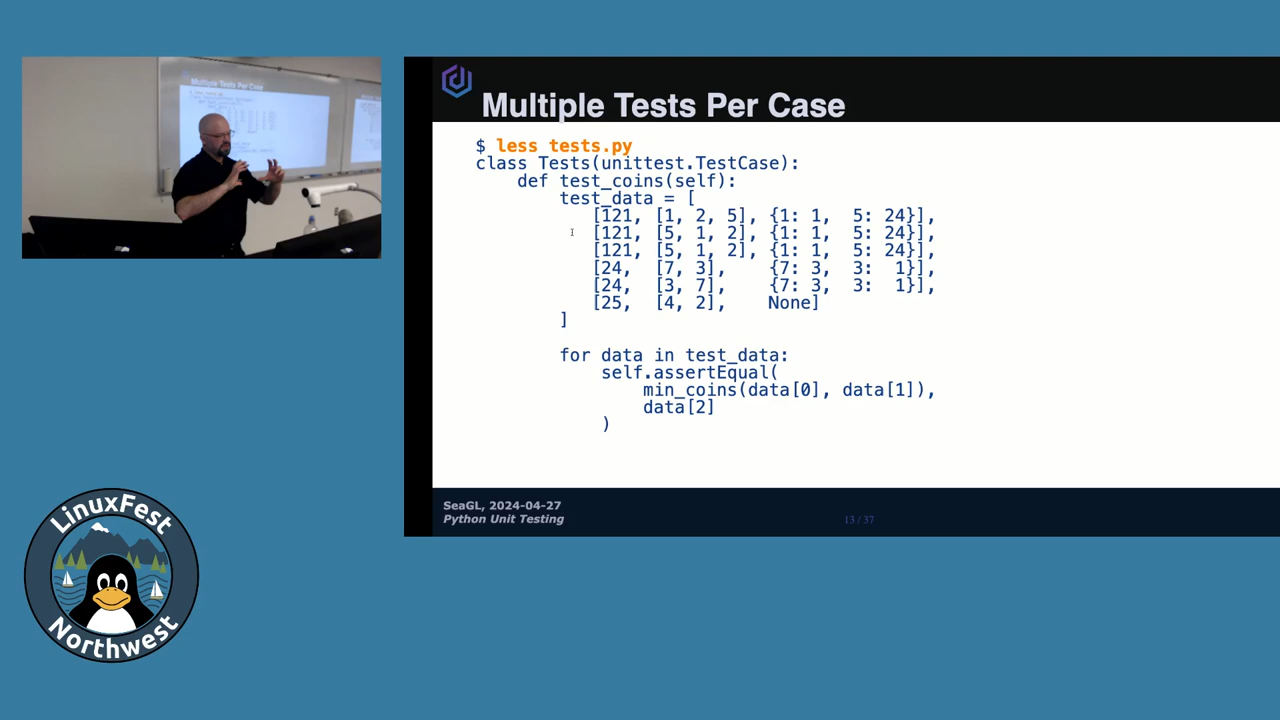 Multiple Tests Per Case
$ less tests.py
class Tests(unittest.TestCase):
    def test_coins(self):
        test_data = [
           [121, [1, 2, 5], {1: 1,  5: 24}],
           [121, [5, 1, 2], {1: 1,  5: 24}],
           [121, [5, 1, 2], {1: 1,  5: 24}],
           [24,  [7, 3],    {7: 3,  3:  1}],
           [24,  [3, 7],    {7: 3,  3:  1}],
           [25,  [4, 2],    None]
        ]
        for data in test_data:
            self.assertEqual(
                min_coins(data[0], data[1]),
                data[2]
            )
SeaGL, 2024-04-27
Python Unit Testing
13 / 37
Multiple Tests Per Case
LinuxFest
Northwest